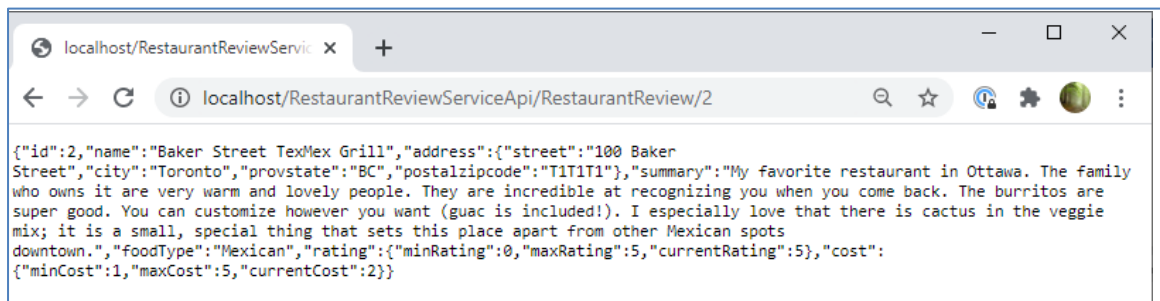 localhost/RestaurantReviewServic
localhost/RestaurantReviewServiceApi/RestaurantReview/2
{"id":2,"name":"Baker Street TexMex Grill","address":{"street":"100 Baker
Street","city":"Toronto","provstate":"BC","postalzipcode":"T1T1T1"},"summary":"My favorite restaurant in Ottawa. The family
who owns it are very warm and lovely people. They are incredible at recognizing you when you come back. The burritos are
super good. You can customize however you want (guac is included!). I especially love that there is cactus in the veggie
mix; it is a small, special thing that sets this place apart from other Mexican spots
downtown.","foodType":"Mexican","rating":{"minRating":0,"maxRating":5,"currentRating":5},"cost":
{"minCost":1,"maxCost":5,"currentCost":2}}